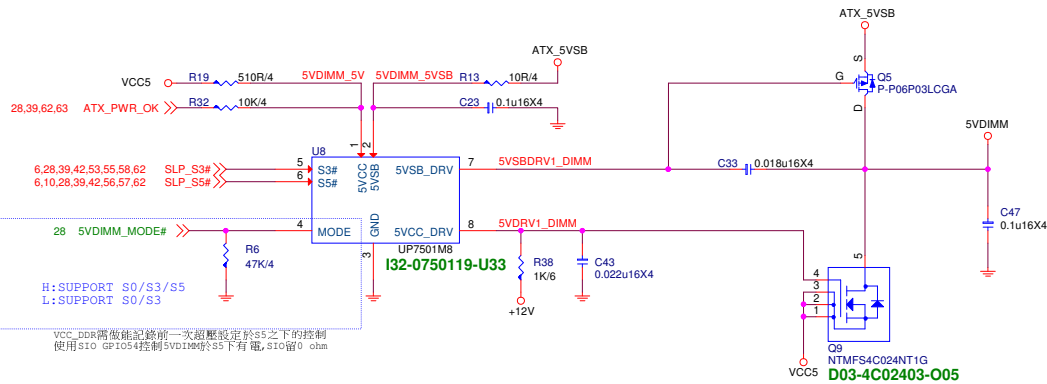 ATX_5VSB
ATX_5VSB
VCC5
R19
510R/4
5VDIMM_5V
5VDIMM_5VSB
R13
10R/4
S
G
Q5
P-P06P03LCGA
D
28,39,62,63
ATX_PWR_OK
R32
10K/4
C23
0.1u16X4
5VDIMM
U8
1
2
5VCC
5VSB
6,28,39,42,53,55,58,62
SLP_S3#
5
S3#
5VSB_DRV
7
5VSBDRV1_DIMM
C33
0.018u16X4
6,10,28,39,42,56,57,62
SLP_S5#
6
S5#
C47
0.1u16X4
28
5VDIMM_MODE#
4
MODE
GND
5VCC_DRV
8
5VDRV1_DIMM
3
UP7501M8
I32-0750119-U33
R6
47K/4
R38
1K/6
C43
0.022u16X4
+12V
5
4
3
2
1
H:SUPPORT S0/S3/S5
L:SUPPORT S0/S3
VCC_DDR需做能記錄前一次超壓設定於S5之下的控制
使用SIO GPIO54控制5VDIMM於S5下有電,SIO留0 ohm
Q9
NTMFS4C024NT1G
VCC5
D03-4C02403-O05